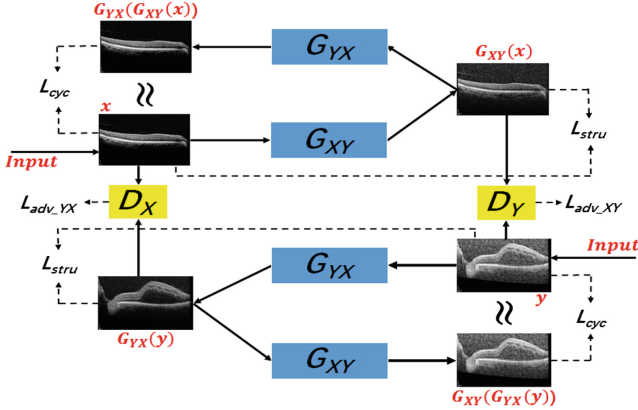 G_YX(G_XY(x))
G_YX
G_XY(x)
L_cyc
≈
x
L_stru
Input
G_XY
L_adv_YX
D_X
D_Y
L_adv_XY
L_stru
G_YX
Input
y
≈
L_cyc
G_YX(y)
G_XY
G_XY(G_YX(y))